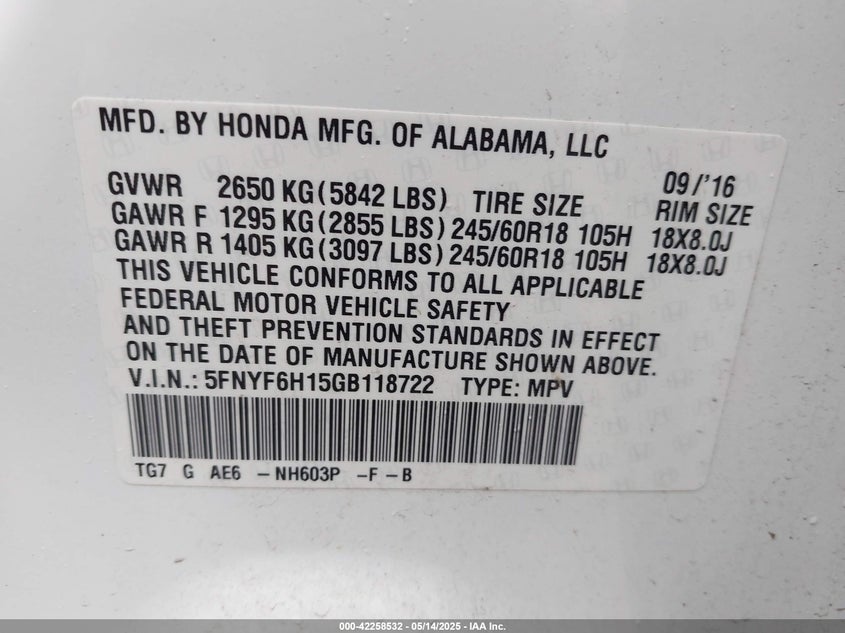 MFD. BY HONDA MFG. OF ALABAMA, LLC
09/'16
GVWR 2650 KG (5842 LBS) TIRE SIZE RIM SIZE
GAWR F 1295 KG (2855 LBS) 245/60R18 105H 18X8.0J
GAWR R 1405 KG (3097 LBS) 245/60R18 105H 18X8.0J
THIS VEHICLE CONFORMS TO ALL APPLICABLE
FEDERAL MOTOR VEHICLE SAFETY
AND THEFT PREVENTION STANDARDS IN EFFECT
ON THE DATE OF MANUFACTURE SHOWN ABOVE.
V.I.N.: 5FNYF6H15GB118722 TYPE: MPV
TG7 G AE6 - NH603P - F - B
000-42258532 05/14/2025 - IAA Inc.